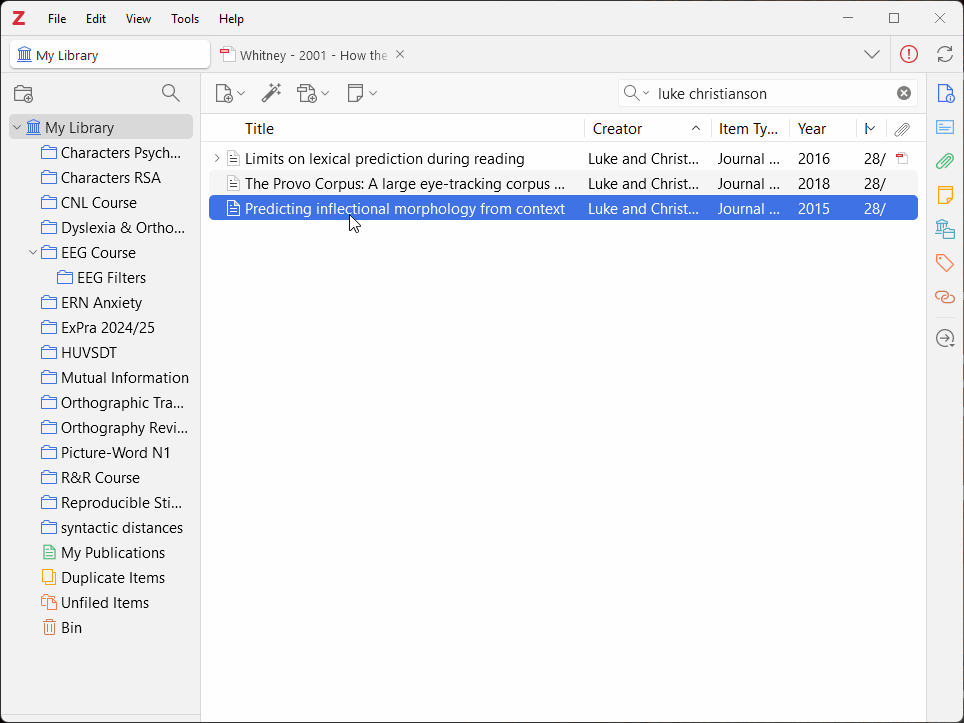 Z File Edit View Tools Help
My Library Whitney - 2001 - How the
luke christianson
Title Creator Item Ty... Year
My Library
Limits on lexical prediction during reading Luke and Christ... Journal ... 2016 28/
Characters Psych...
The Provo Corpus: A large eye-tracking corpus ... Luke and Christ... Journal ... 2018 28/
Characters RSA
Predicting inflectional morphology from context Luke and Christ... Journal ... 2015 28/
CNL Course
Dyslexia & Ortho...
EEG Course
EEG Filters
ERN Anxiety
ExPra 2024/25
HUVSDT
Mutual Information
Orthographic Tra...
Orthography Revi...
Picture-Word N1
R&R Course
Reproducible Sti...
syntactic distances
My Publications
Duplicate Items
Unfiled Items
Bin